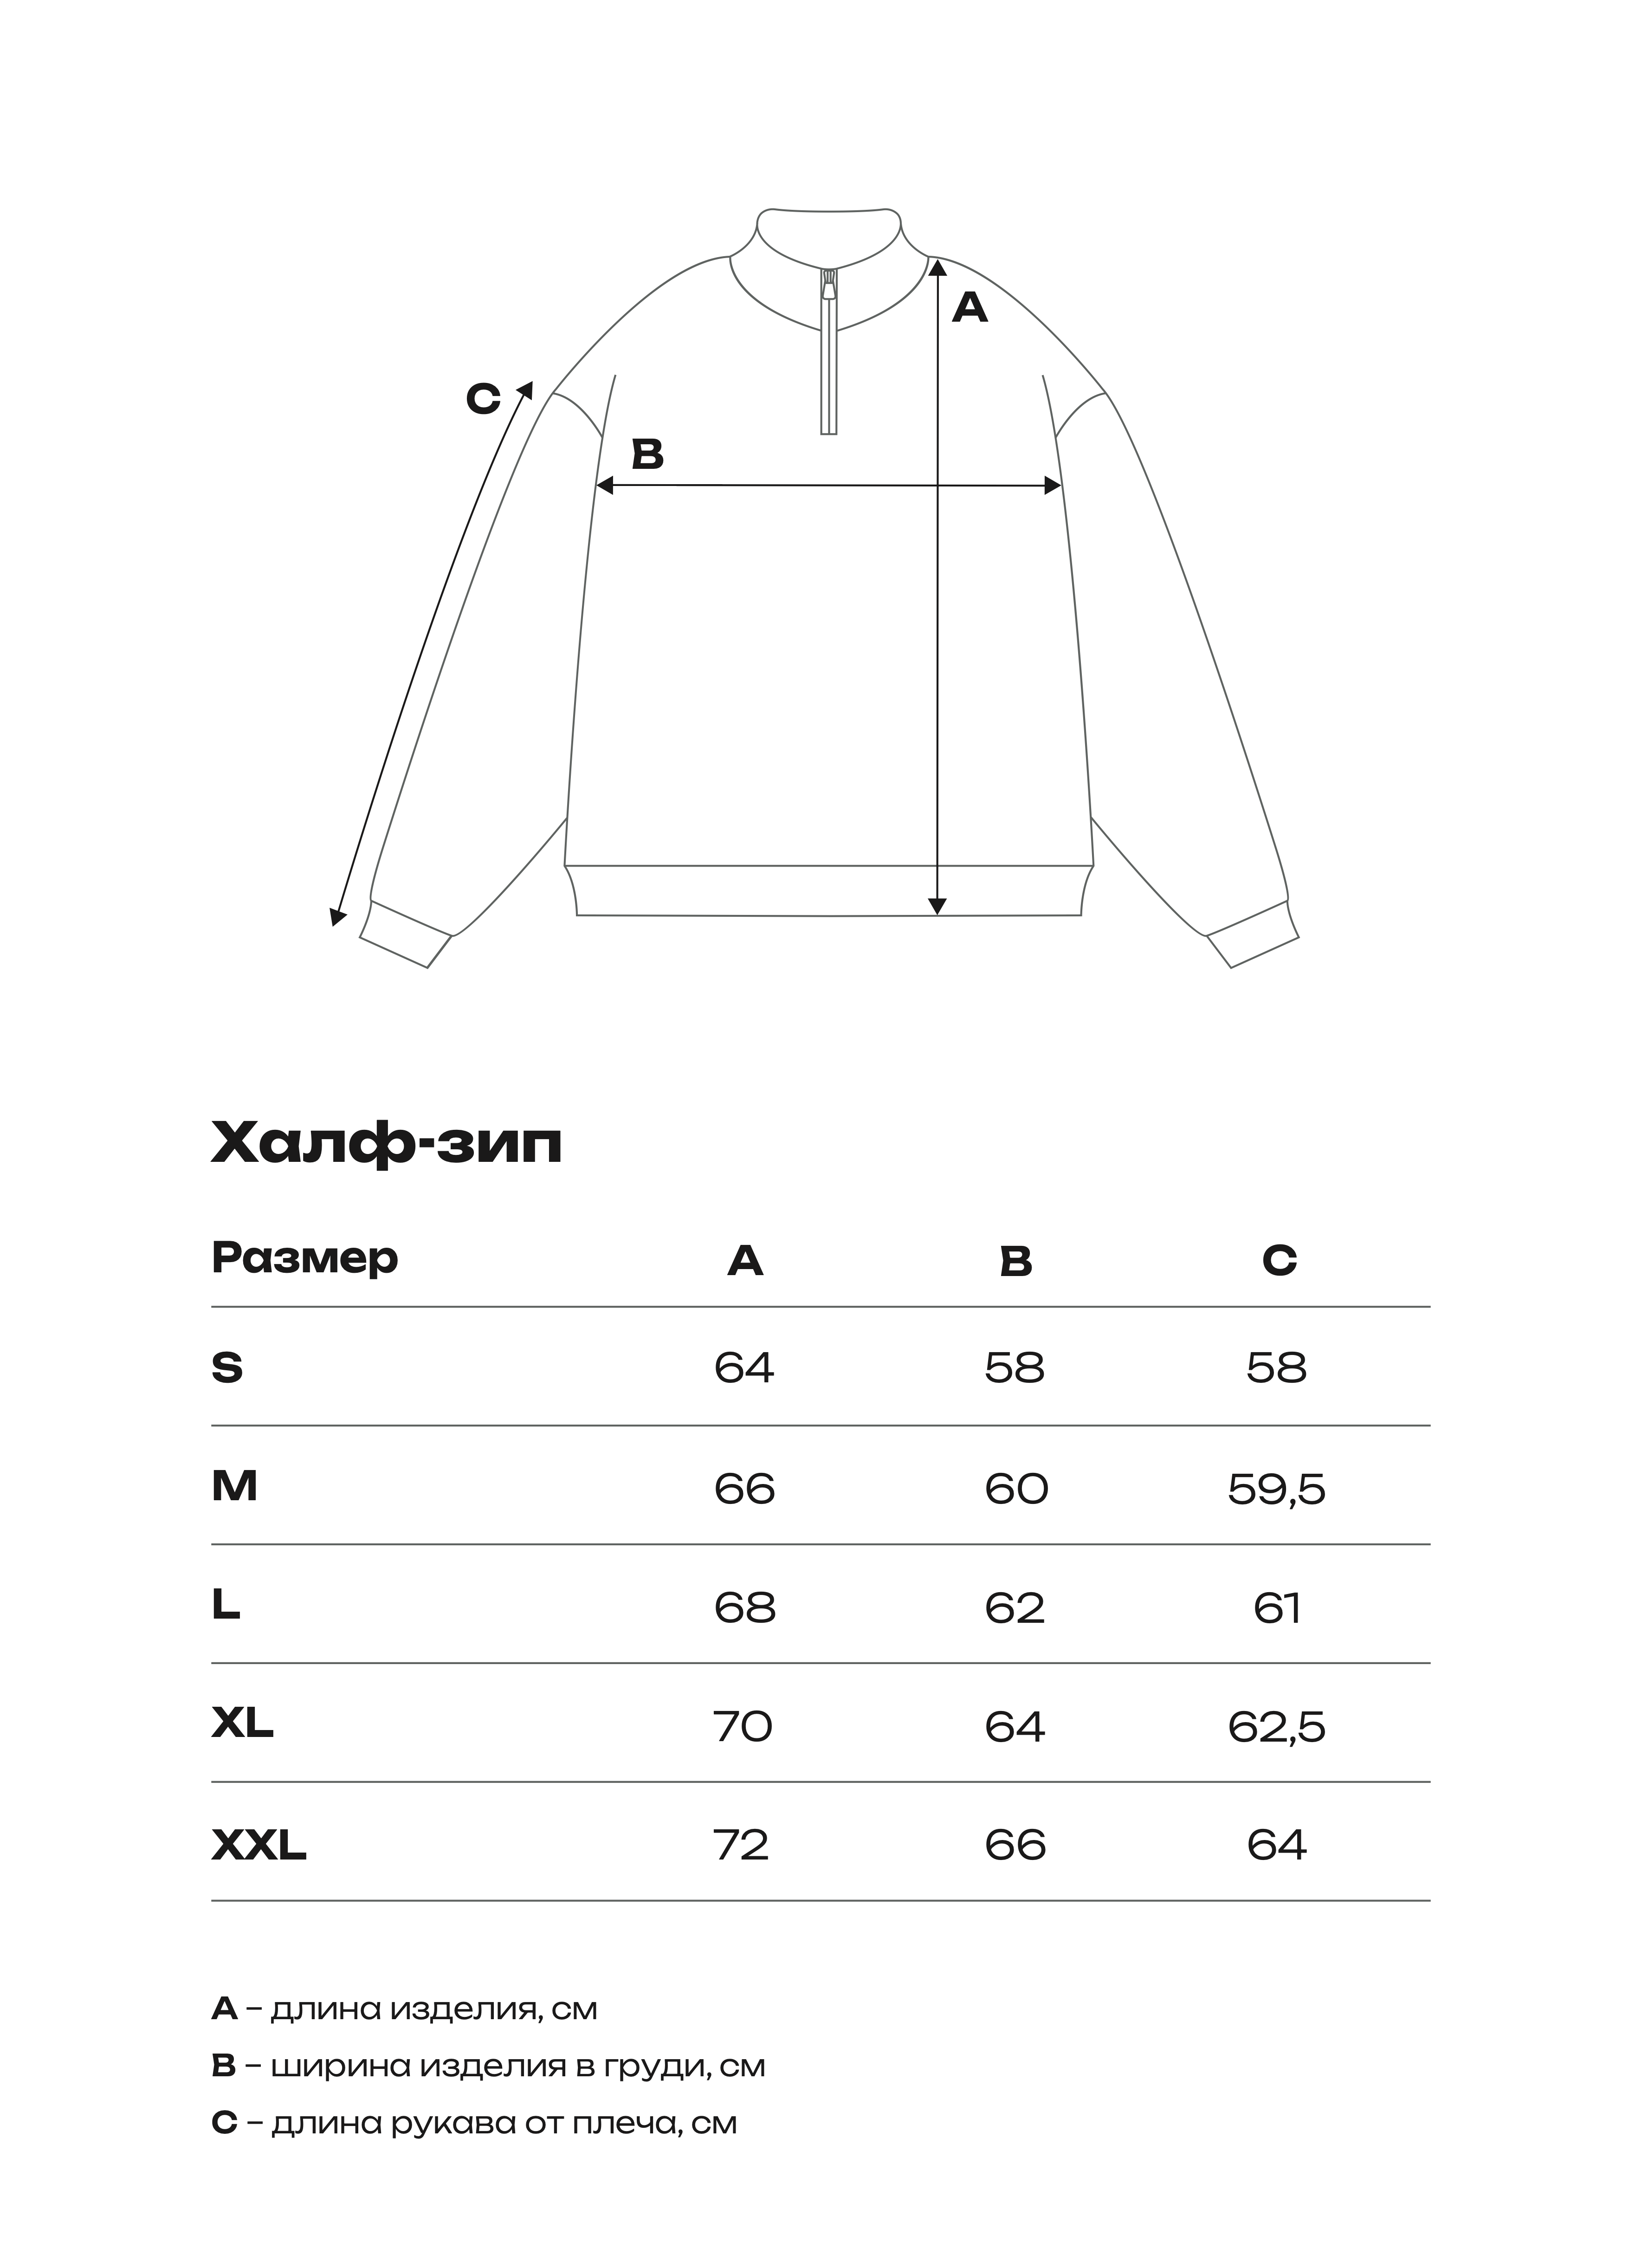 A
C
B
Халф-зип
Размер A B C
S 64 58 58
M 66 60 59,5
L 68 62 61
XL 70 64 62,5
XXL 72 66 64
A – длина изделия, см
B – ширина изделия в груди, см
C – длина рукава от плеча, см